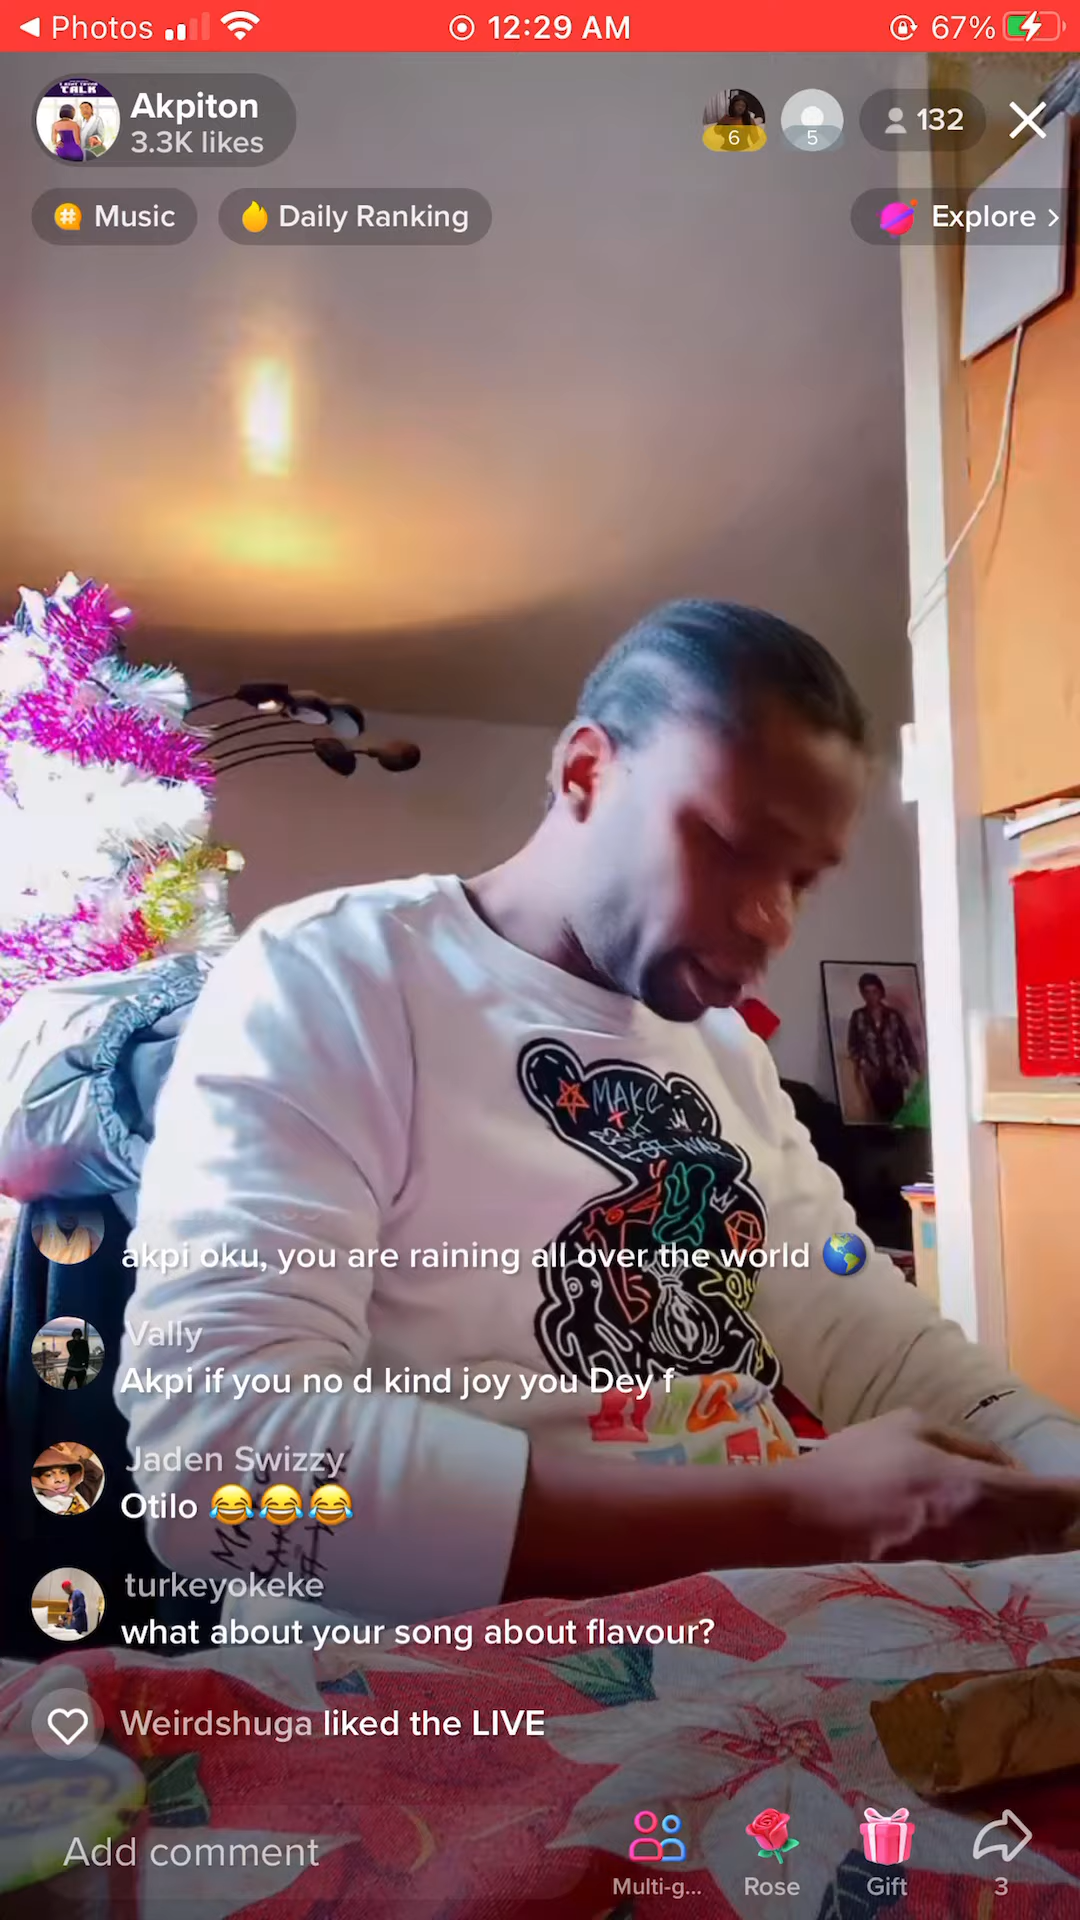 Photos
12:29 AM
67%
TALK
Akpiton
3.3K likes
6
5
132
Music
Daily Ranking
Explore >
MAKE
akpi oku, you are raining all over the world 🌎
Vally
Akpi if you no d kind joy you Dey f
Jaden Swizzy
Otilo 😂😂😂
turkeyokeke
what about your song about flavour?
Weirdshuga liked the LIVE
Add comment
Multi-g...
Rose
Gift
3